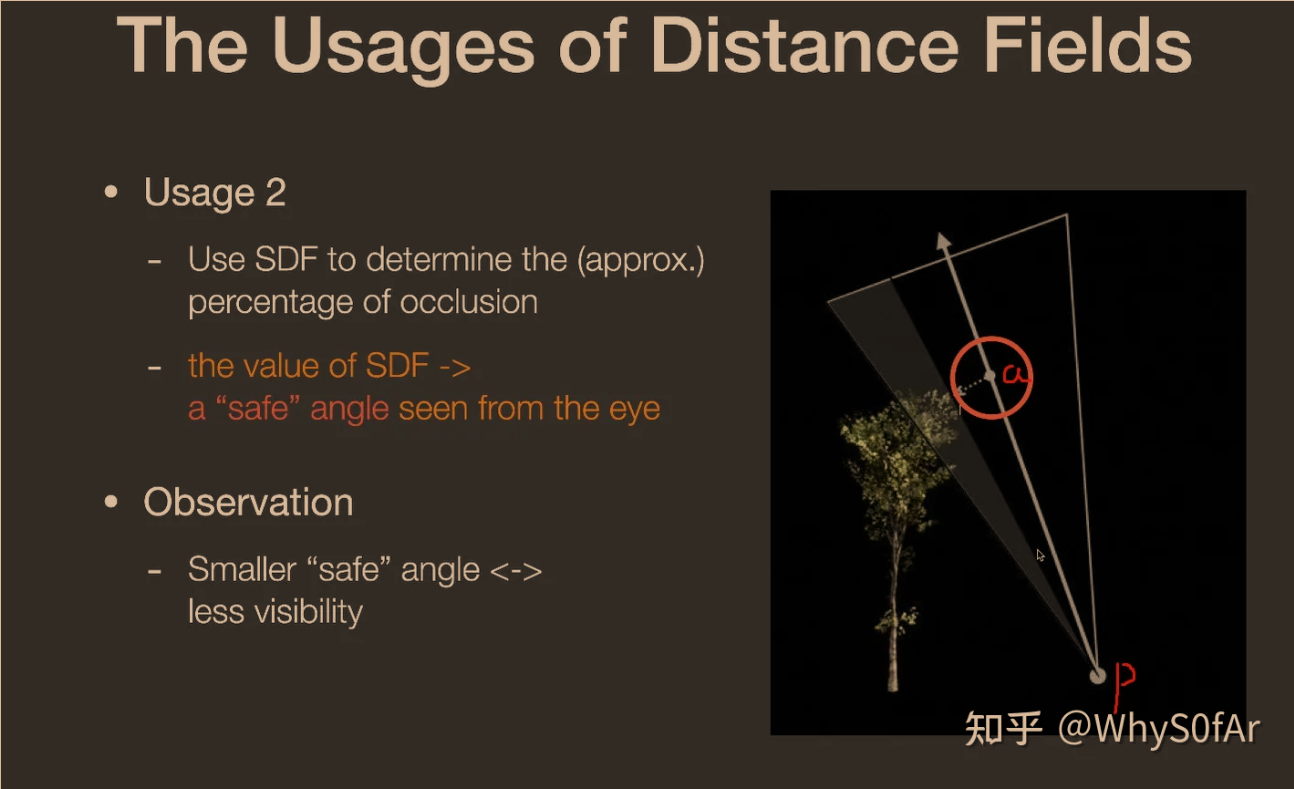 The Usages of Distance Fields
• Usage 2
– Use SDF to determine the (approx.)
percentage of occlusion
– the value of SDF ->
a “safe” angle seen from the eye
• Observation
– Smaller “safe” angle <->
less visibility
a
p
知乎 @WhyS0fAr